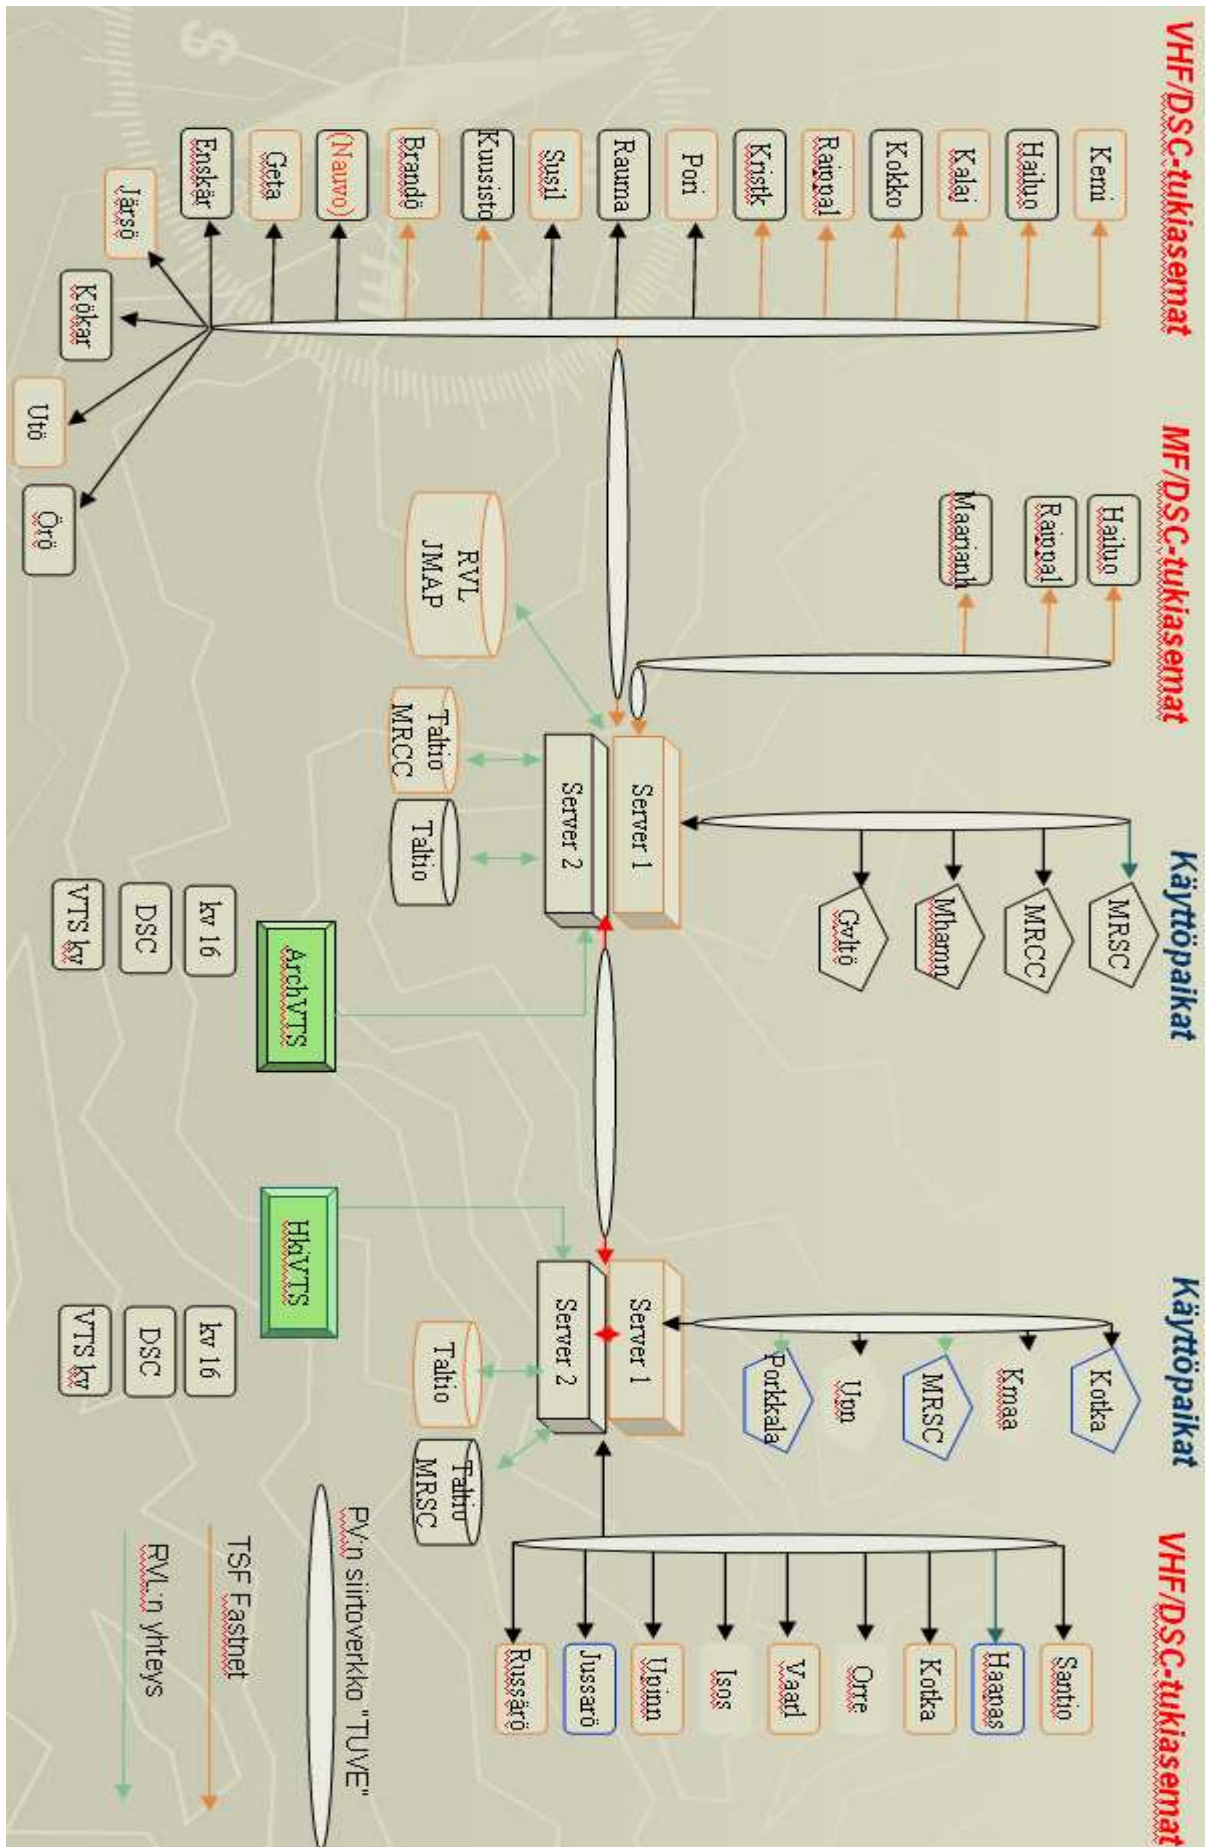 VHF/DSC-tukiasemat
MF/DSC-tukiasemat
Käyttöpaikat
Käyttöpaikat
VHF/DSC-tukiasemat
Kemi
Hailuo
Kalaj
Kokko
Raippal
Kristk
Pori
Rauma
Susil
Kuusisto
Brandö
(Nauvo)
Geta
Enskär
Järsö
Kökar
Utö
Örö
Hailuo
Raippal
Maarianh
MRSC
MRCC
Mhamn
Gyltö
Kotka
Kmaa
MRSC
Upn
Porkkala
Santio
Haanas
Kotka
Orre
Vaarl
Isos
Upinn
Jussarö
Russärö
Server 1
Server 2
RVL
JMAP
Taltio
MRCC
Taltio
ArchVTS
kv 16
DSC
VTS kv
Server 1
Server 2
Taltio
Taltio
MRSC
HkiVTS
kv 16
DSC
VTS kv
PV:n siirtoverkko "TUVE"
TSF Fastnet
RVL:n yhteys